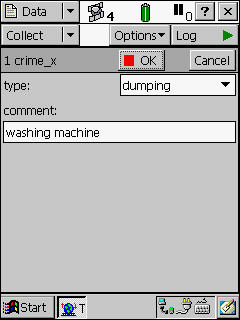 Data 4 0 ? ×
Collect Options Log
1 crime_x OK Cancel
type: dumping
comment:
washing machine
Start T